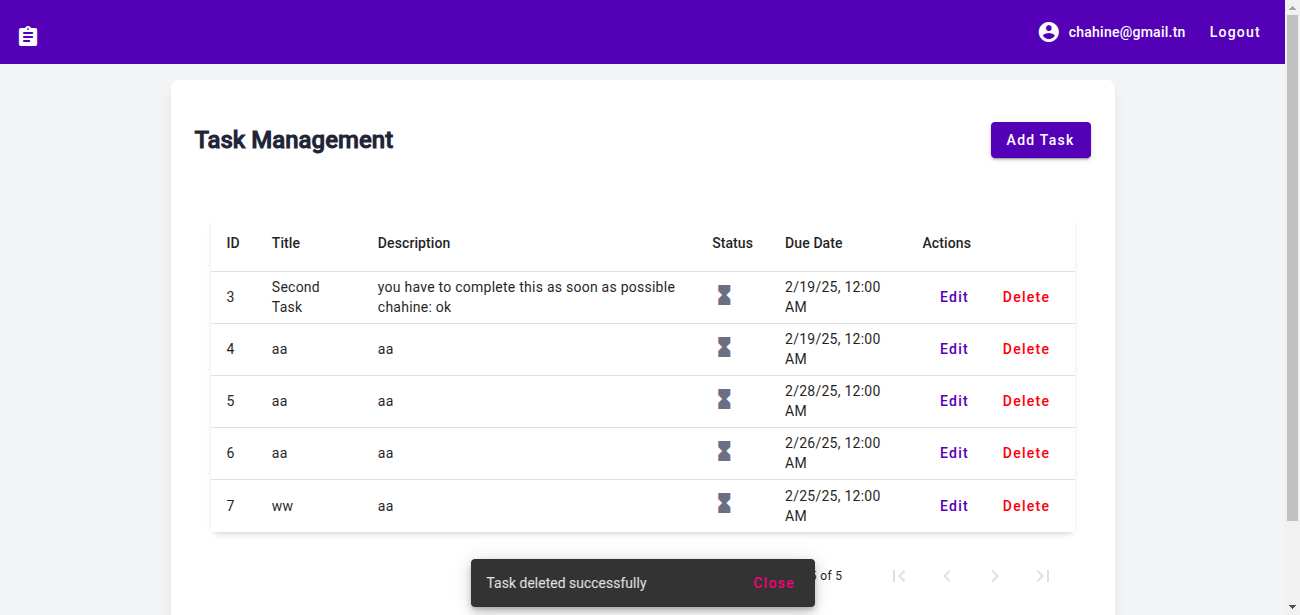 chahine@gmail.tn Logout
Task Management
Add Task
ID Title Description Status Due Date Actions
3 Second Task you have to complete this as soon as possible chahine: ok 2/19/25, 12:00 AM Edit Delete
4 aa aa 2/19/25, 12:00 AM Edit Delete
5 aa aa 2/28/25, 12:00 AM Edit Delete
6 aa aa 2/26/25, 12:00 AM Edit Delete
7 ww aa 2/25/25, 12:00 AM Edit Delete
of 5
Task deleted successfully Close